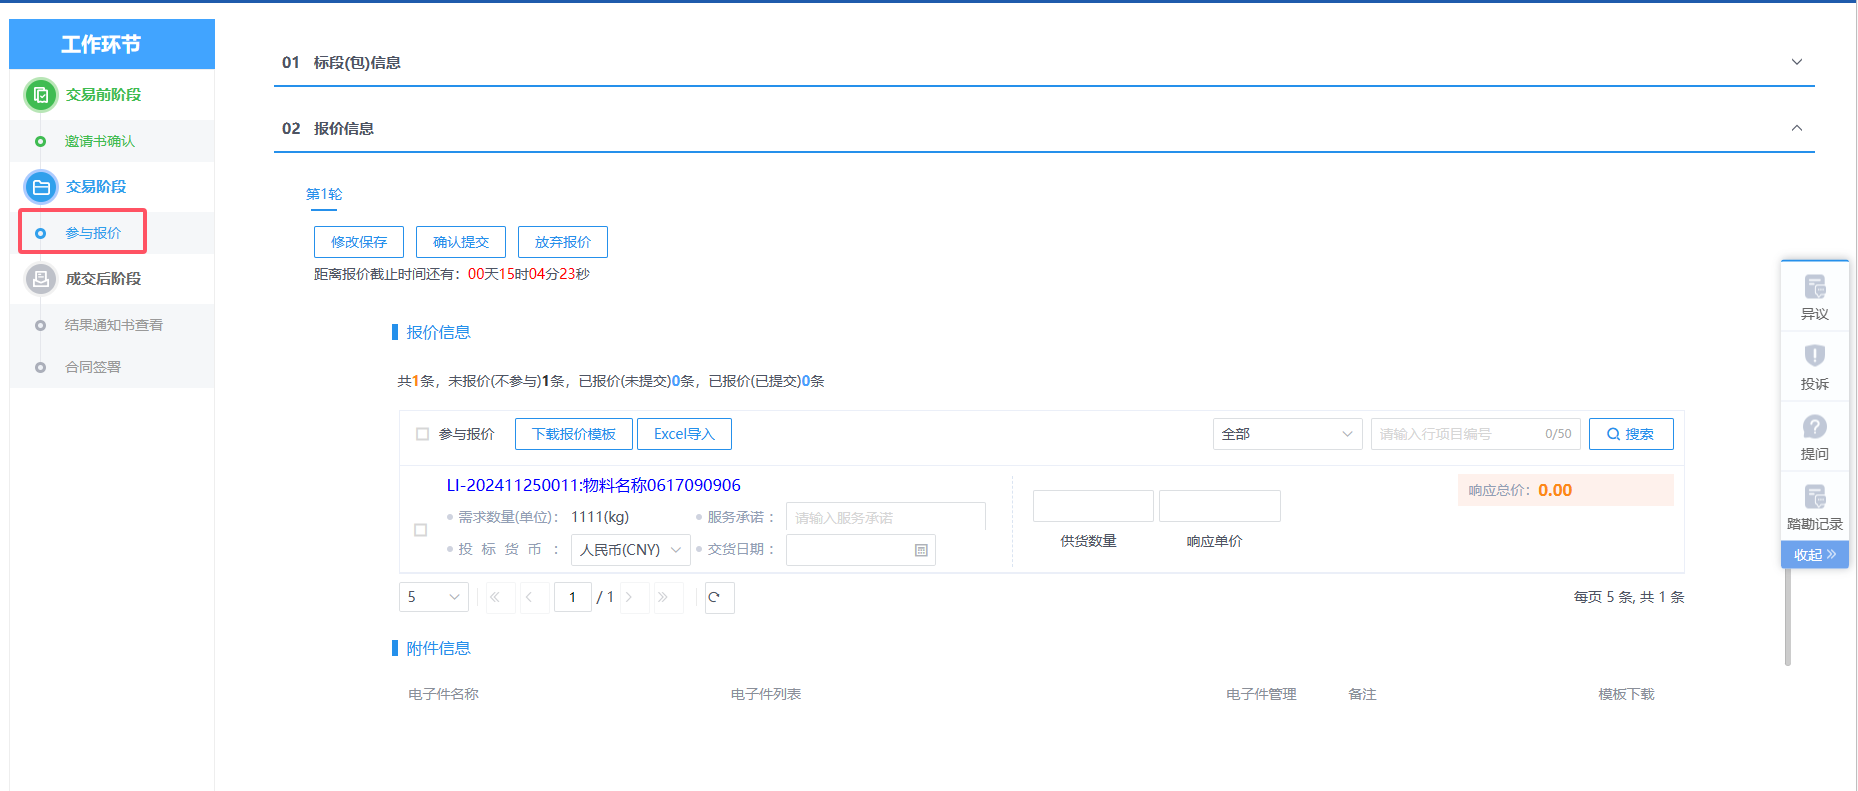 工作环节
交易前阶段
邀请书确认
交易阶段
参与报价
成交后阶段
结果通知书查看
合同签署
01 标段(包)信息
02 报价信息
第1轮
修改保存 确认提交 放弃报价
距离报价截止时间还有：00天15时04分23秒
报价信息
共1条，未报价(不参与)1条，已报价(未提交)0条，已报价(已提交)0条
参与报价 下载报价模板 Excel导入 全部 请输入行项目编号 0/50 搜索
LI-202411250011:物料名称0617090906
响应总价：0.00
需求数量(单位)： 1111(kg) 服务承诺： 请输入服务承诺
投标货币： 人民币(CNY) 交货日期：
供货数量 响应单价
5 1 / 1 每页 5 条, 共 1 条
附件信息
电子件名称 电子件列表 电子件管理 备注 模板下载
异议
投诉
提问
踏勘记录
收起